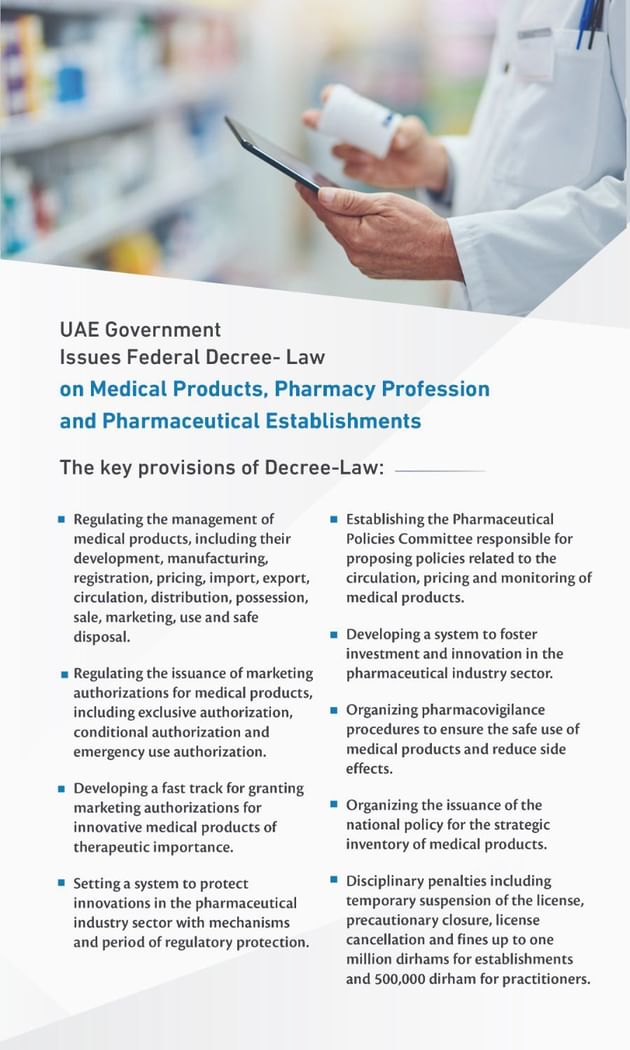 UAE Government
Issues Federal Decree- Law
on Medical Products, Pharmacy Profession
and Pharmaceutical Establishments
The key provisions of Decree-Law:
Regulating the management of
medical products, including their
development, manufacturing,
registration, pricing, import, export,
circulation, distribution, possession,
sale, marketing, use and safe
disposal.
Regulating the issuance of marketing
authorizations for medical products,
including exclusive authorization,
conditional authorization and
emergency use authorization.
Developing a fast track for granting
marketing authorizations for
innovative medical products of
therapeutic importance.
Setting a system to protect
innovations in the pharmaceutical
industry sector with mechanisms
and period of regulatory protection.
Establishing the Pharmaceutical
Policies Committee responsible for
proposing policies related to the
circulation, pricing and monitoring of
medical products.
Developing a system to foster
investment and innovation in the
pharmaceutical industry sector.
Organizing pharmacovigilance
procedures to ensure the safe use of
medical products and reduce side
effects.
Organizing the issuance of the
national policy for the strategic
inventory of medical products.
Disciplinary penalties including
temporary suspension of the license,
precautionary closure, license
cancellation and fines up to one
million dirhams for establishments
and 500,000 dirham for practitioners.